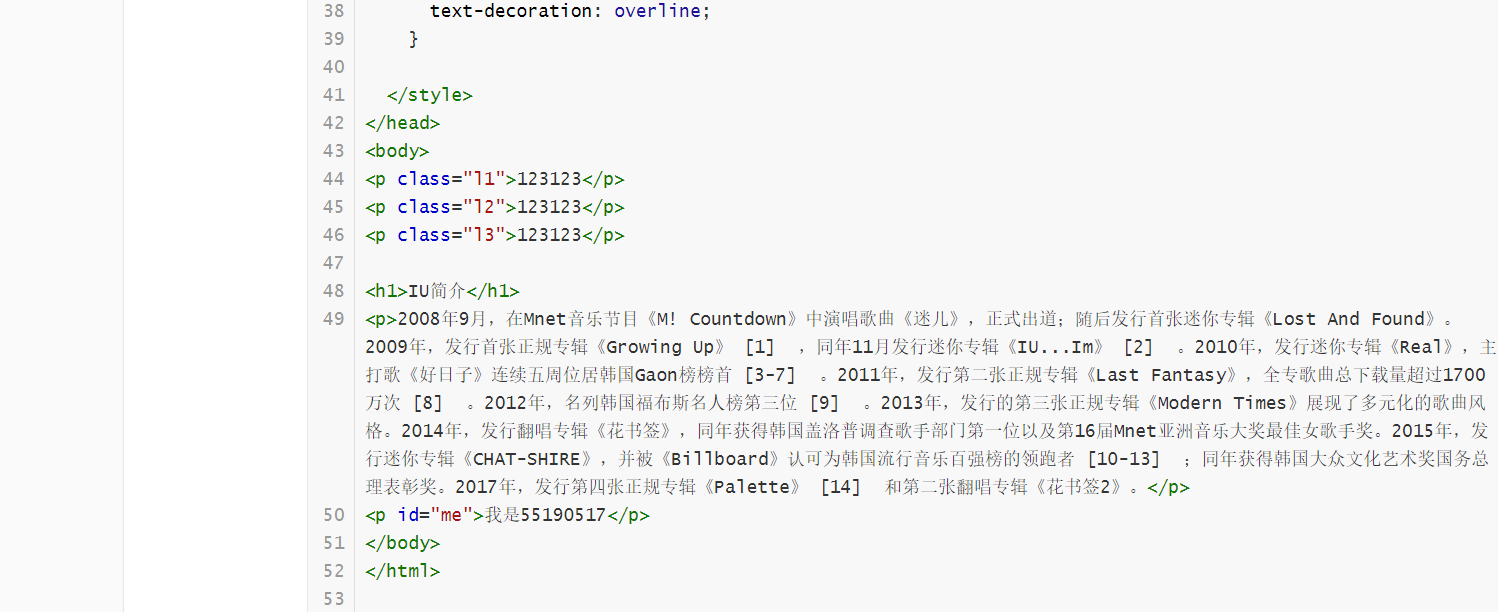 38 text-decoration: overline;
39 }
40
41 </style>
42 </head>
43 <body>
44 <p class="l1">123123</p>
45 <p class="l2">123123</p>
46 <p class="l3">123123</p>
47
48 <h1>IU简介</h1>
49 <p>2008年9月，在Mnet音乐节目《M! Countdown》中演唱歌曲《迷儿》，正式出道；随后发行首张迷你专辑《Lost And Found》。
2009年，发行首张正规专辑《Growing Up》 [1] ，同年11月发行迷你专辑《IU...Im》 [2] 。2010年，发行迷你专辑《Real》，主
打歌《好日子》连续五周位居韩国Gaon榜榜首 [3-7] 。2011年，发行第二张正规专辑《Last Fantasy》，全专歌曲总下载量超过1700
万次 [8] 。2012年，名列韩国福布斯名人榜第三位 [9] 。2013年，发行的第三张正规专辑《Modern Times》展现了多元化的歌曲风
格。2014年，发行翻唱专辑《花书签》，同年获得韩国盖洛普调查歌手部门第一位以及第16届Mnet亚洲音乐大奖最佳女歌手奖。2015年，发
行迷你专辑《CHAT-SHIRE》，并被《Billboard》认可为韩国流行音乐百强榜的领跑者 [10-13] ；同年获得韩国大众文化艺术奖国务总
理表彰奖。2017年，发行第四张正规专辑《Palette》 [14] 和第二张翻唱专辑《花书签2》。</p>
50 <p id="me">我是55190517</p>
51 </body>
52 </html>
53